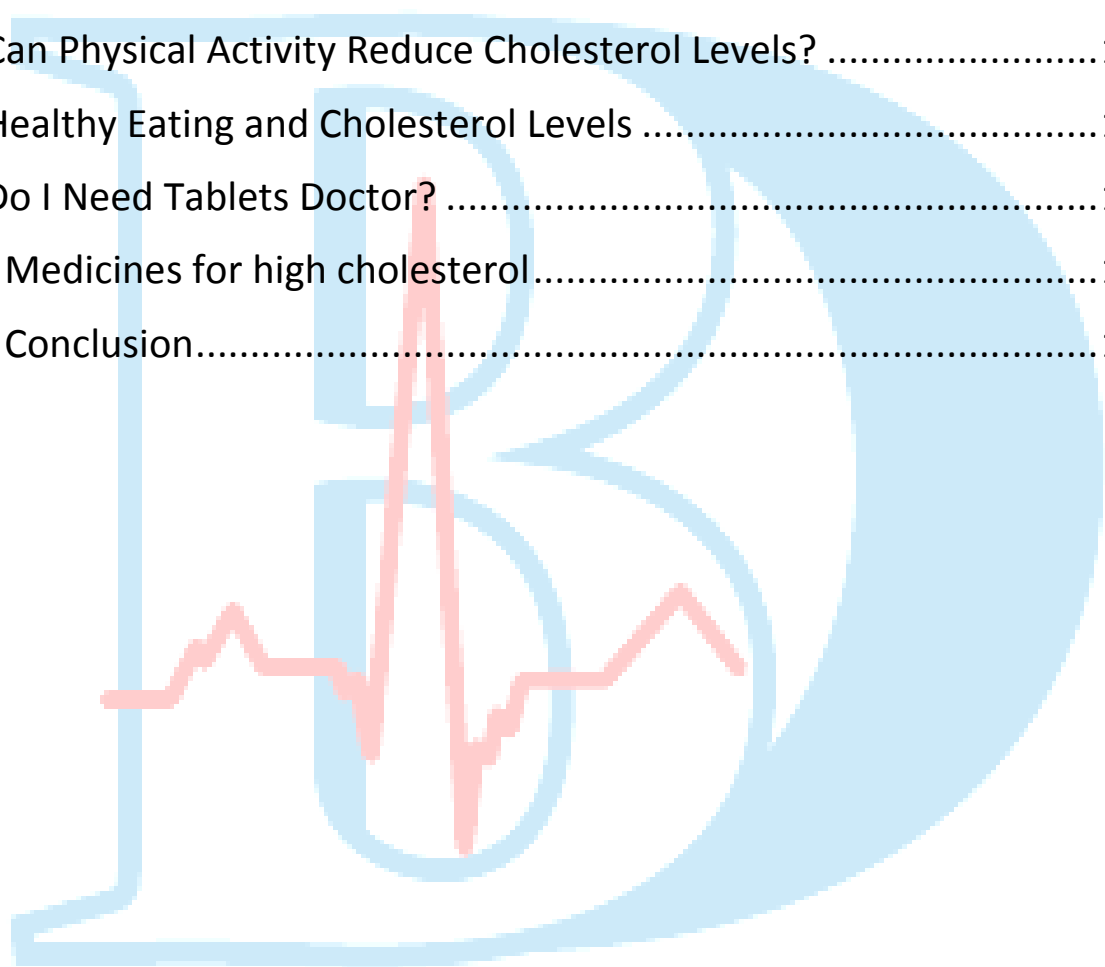 Can Physical Activity Reduce Cholesterol Levels? ......................
Healthy Eating and Cholesterol Levels ......................................
Do I Need Tablets Doctor? ......................................................
Medicines for high cholesterol...............................................
Conclusion...........................................................................